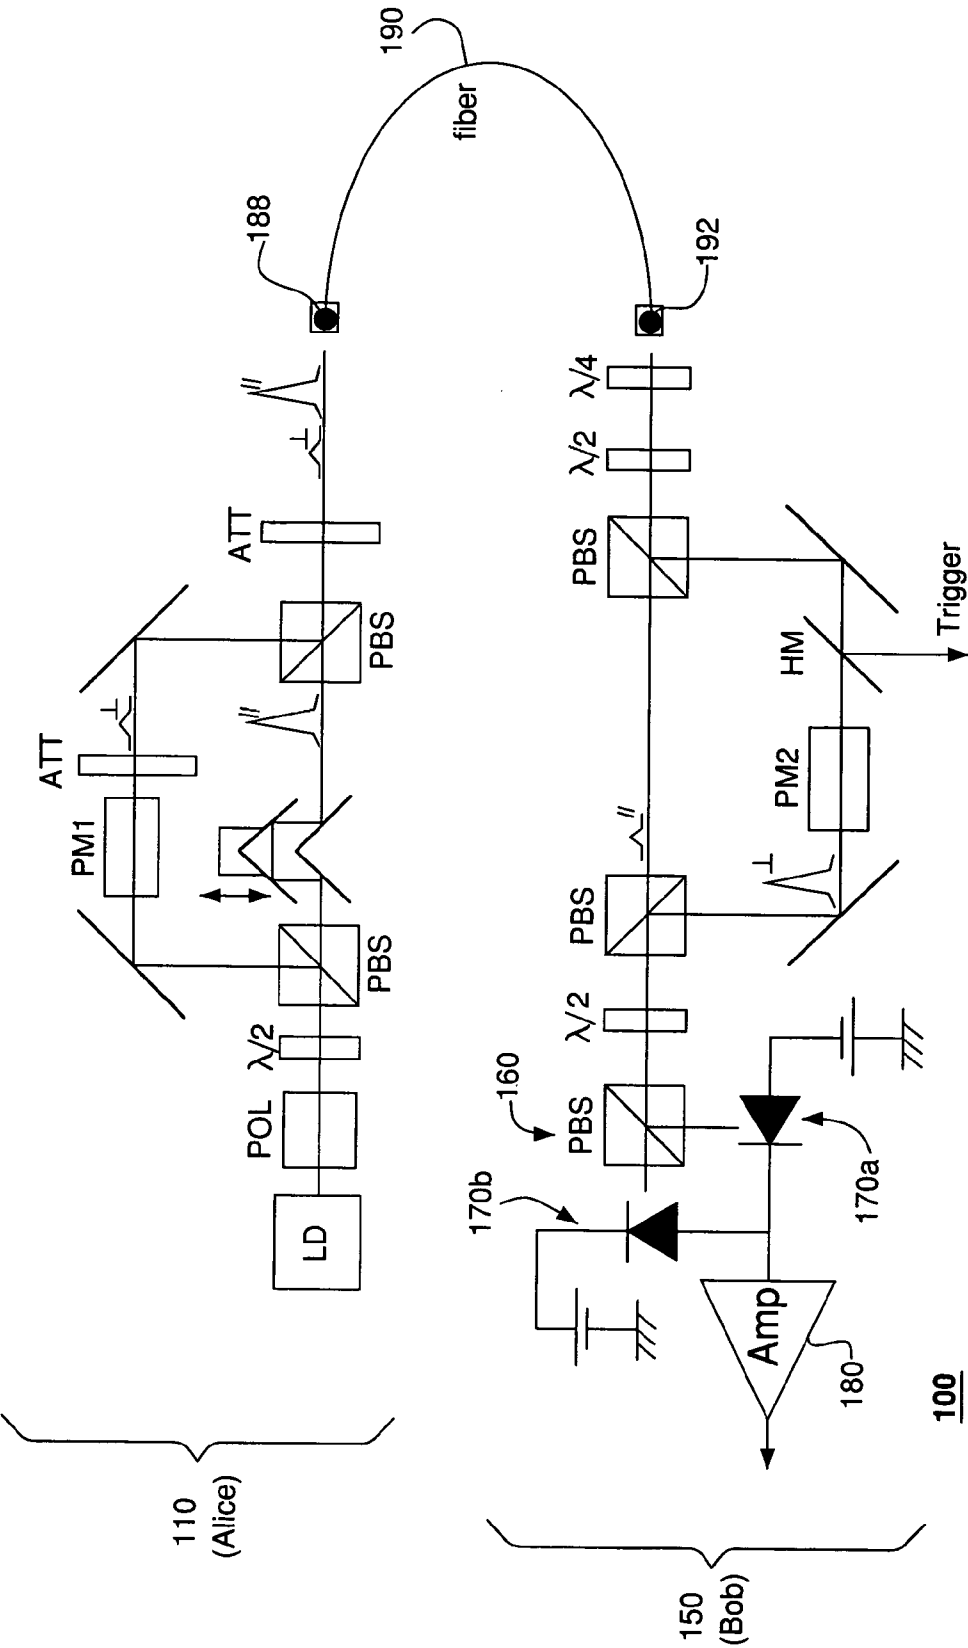 110
(Alice)
LD
POL
λ/2
PBS
PM1
ATT
⊥
//
PBS
ATT
⊥
//
188
190
fiber
192
λ/4
λ/2
PBS
HM
Trigger
PM2
⊥
//
PBS
λ/2
160
PBS
170b
170a
Amp
180
150
(Bob)
100